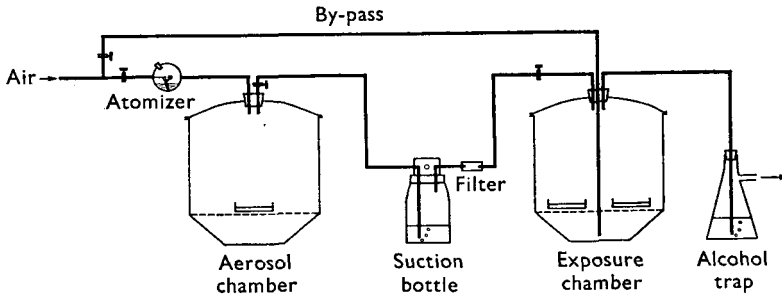 By-pass
Air
Atomizer
Filter
Aerosol
chamber
Suction
bottle
Exposure
chamber
Alcohol
trap